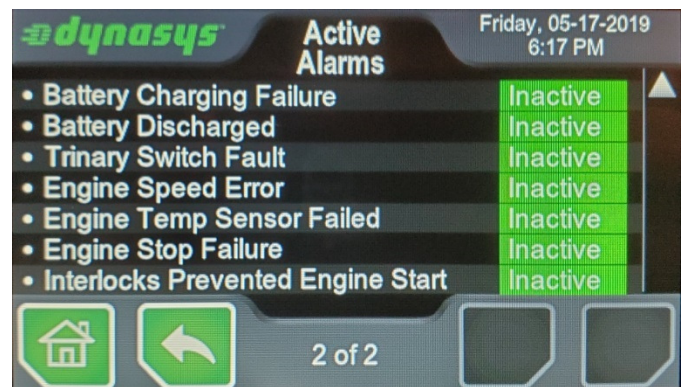 dynasys
Active
Alarms
Friday, 05-17-2019
6:17 PM
• Battery Charging Failure Inactive
• Battery Discharged Inactive
• Trinary Switch Fault Inactive
• Engine Speed Error Inactive
• Engine Temp Sensor Failed Inactive
• Engine Stop Failure Inactive
• Interlocks Prevented Engine Start Inactive
2 of 2